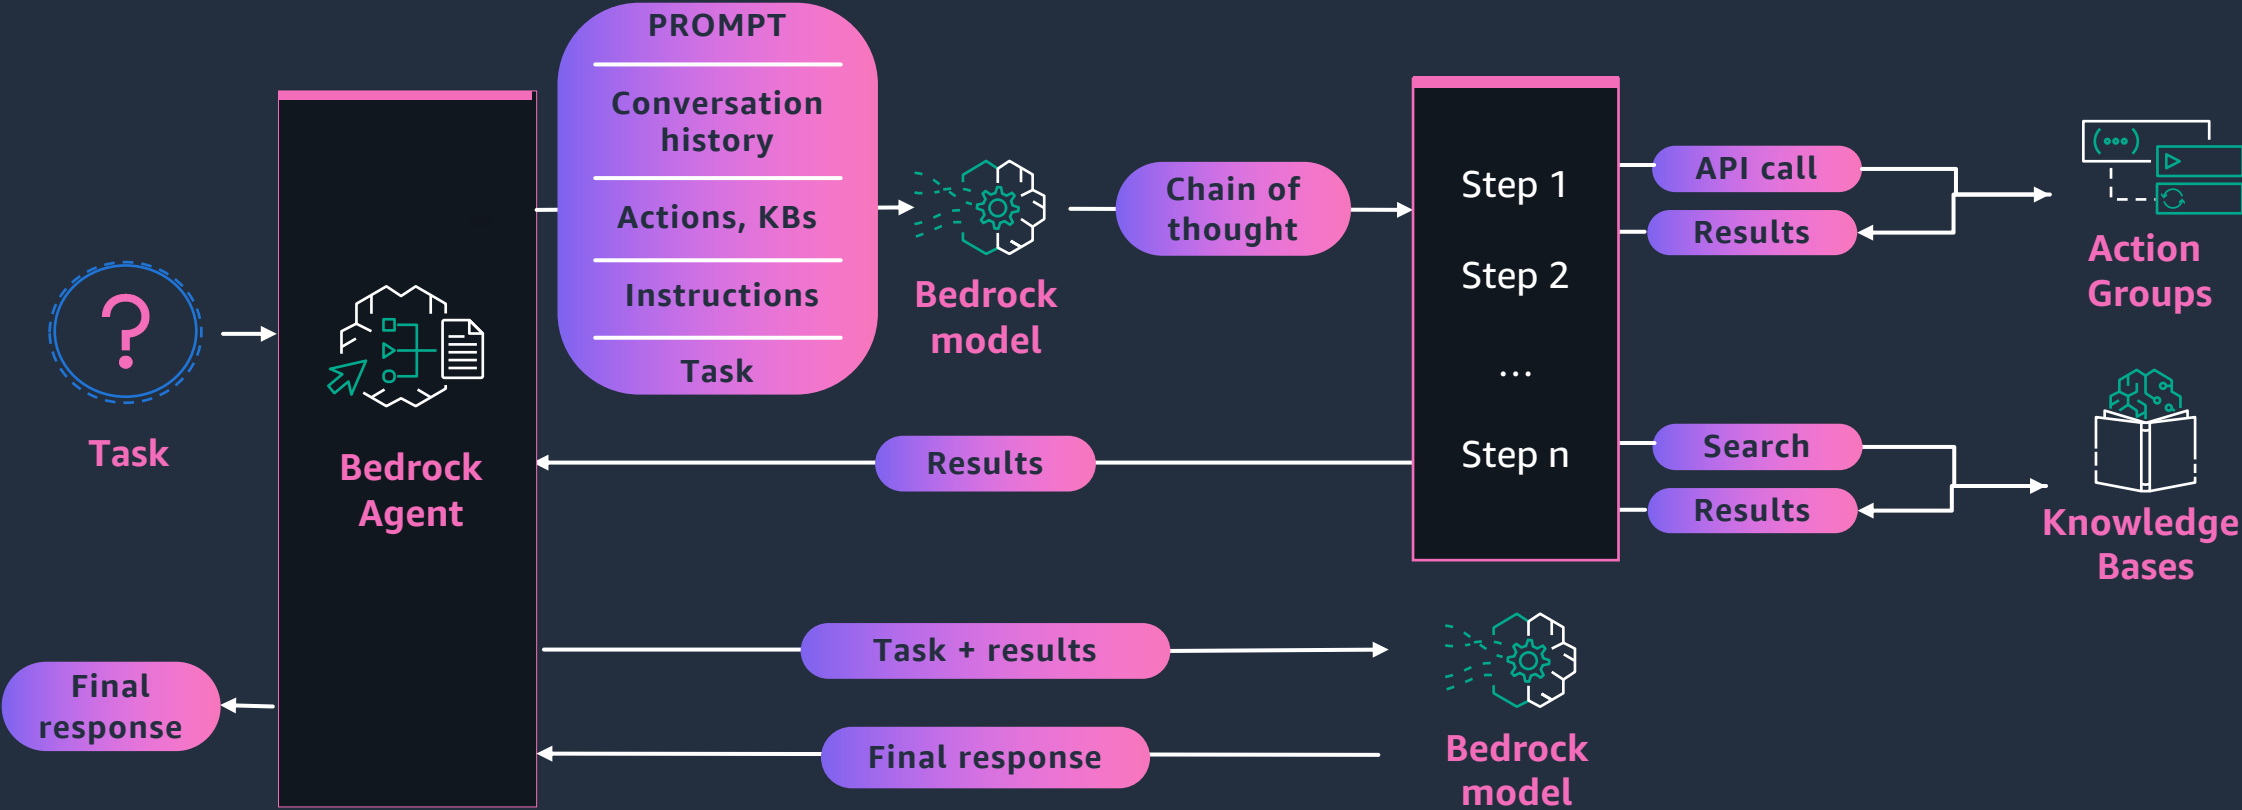 PROMPT
Conversation
history
Actions, KBs
Instructions
Task
Task
Bedrock
Agent
Bedrock
model
Chain of
thought
Step 1
Step 2
...
Step n
API call
Results
Action
Groups
Search
Results
Knowledge
Bases
Results
Task + results
Bedrock
model
Final response
Final
response